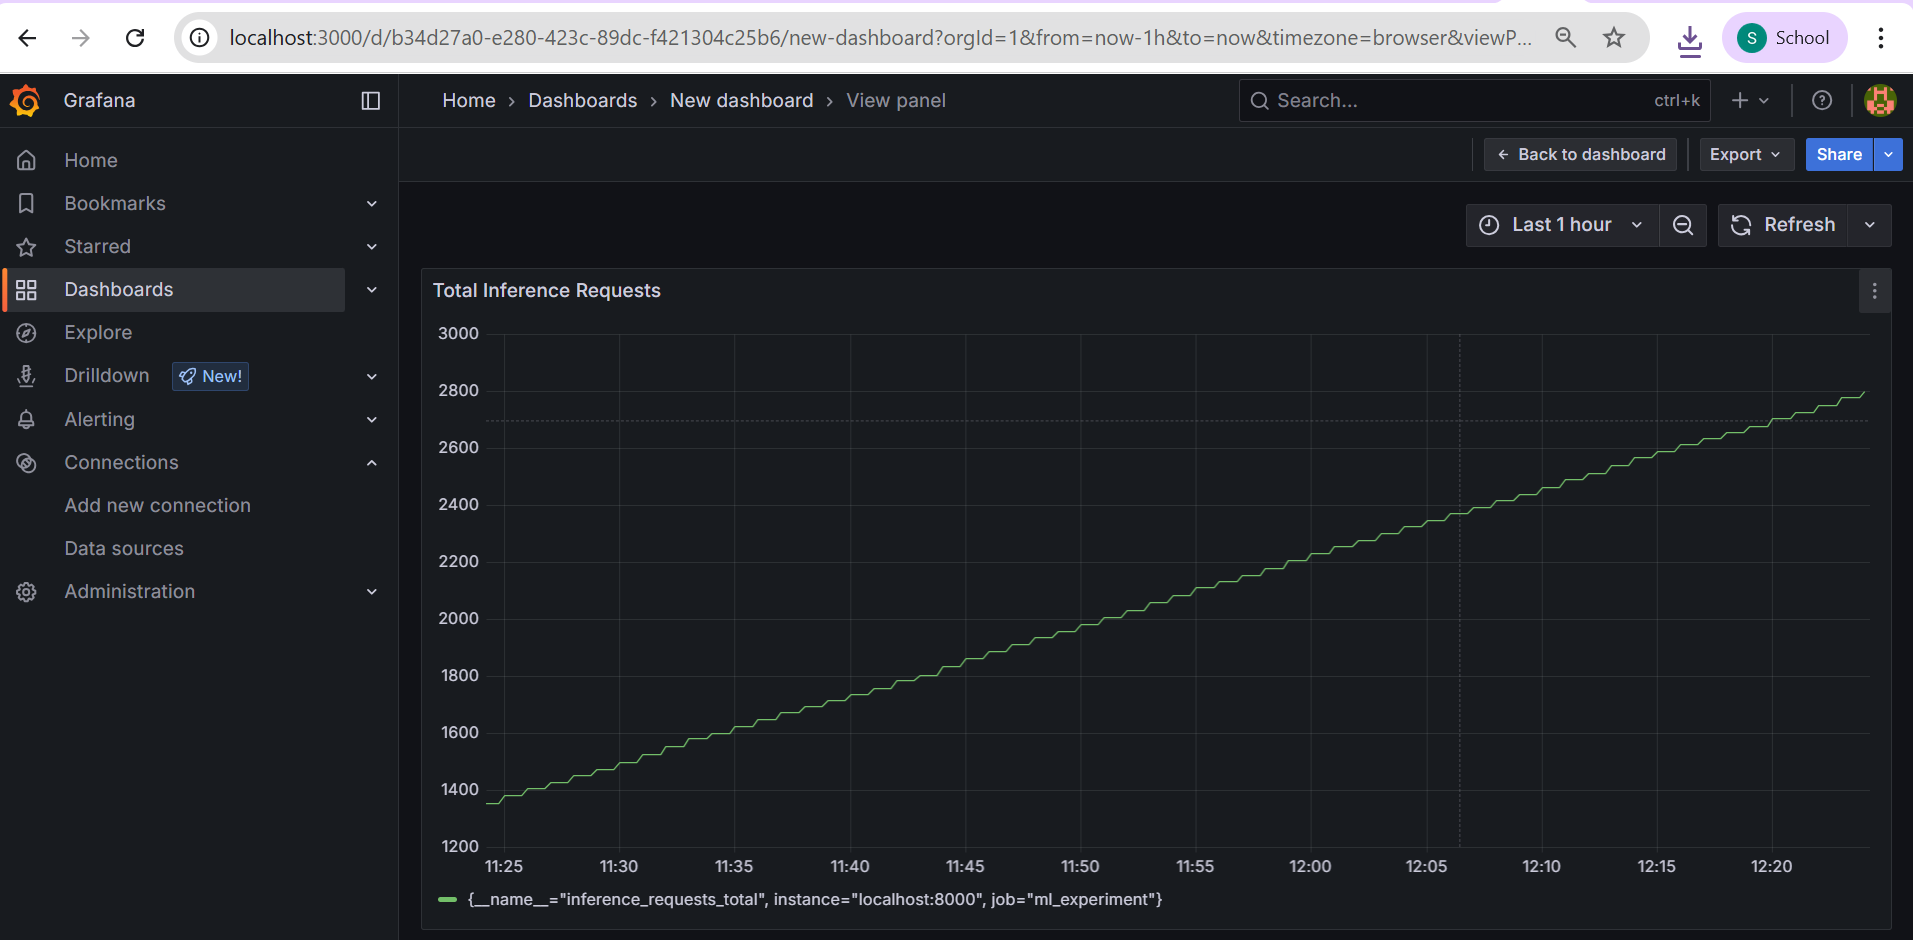 localhost:3000/d/b34d27a0-e280-423c-89dc-f421304c25b6/new-dashboard?orgId=1&from=now-1h&to=now&timezone=browser&viewP...
S School
Grafana
Home › Dashboards › New dashboard › View panel
Search...
ctrl+k
Home
Bookmarks
Starred
Dashboards
Explore
Drilldown
New!
Alerting
Connections
Add new connection
Data sources
Administration
Back to dashboard
Export
Share
Last 1 hour
Refresh
Total Inference Requests
3000
2800
2600
2400
2200
2000
1800
1600
1400
1200
11:25 11:30 11:35 11:40 11:45 11:50 11:55 12:00 12:05 12:10 12:15 12:20
{__name__="inference_requests_total", instance="localhost:8000", job="ml_experiment"}